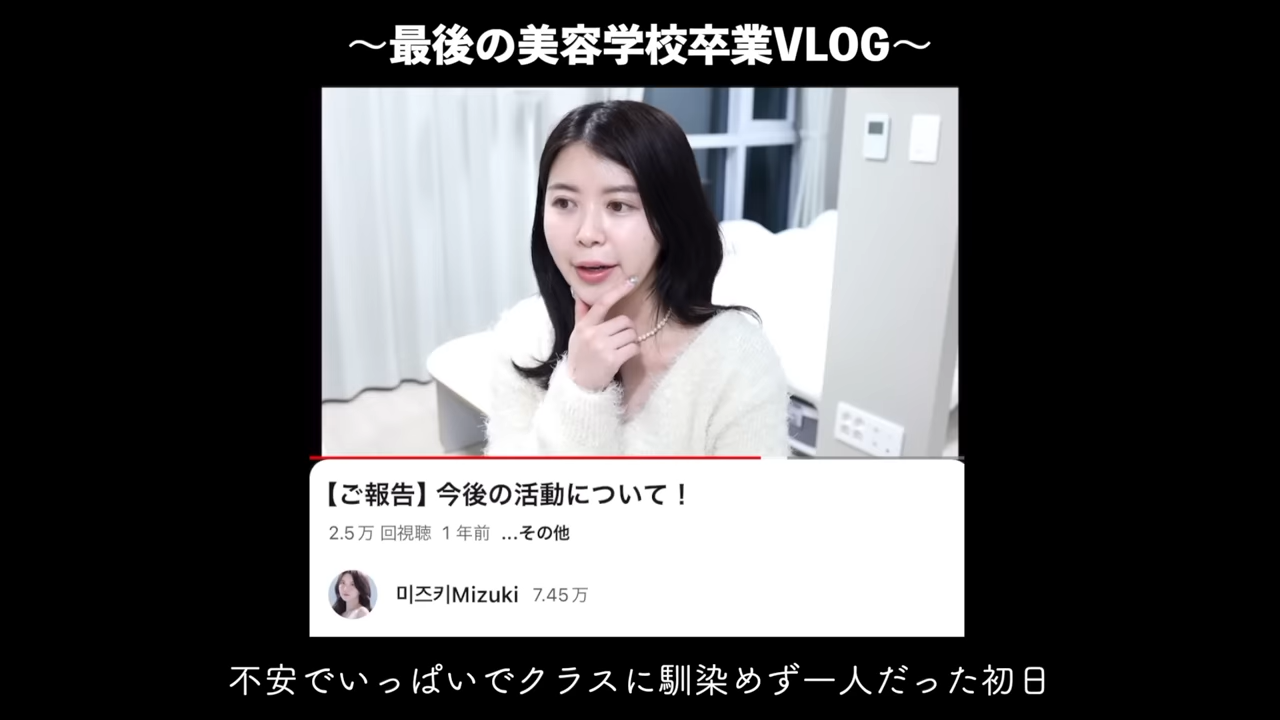 ～最後の美容学校卒業VLOG～
【ご報告】今後の活動について！
2.5万 回視聴 1年前 ...その他
미즈키Mizuki 7.45万
不安でいっぱいでクラスに馴染めず一人だった初日